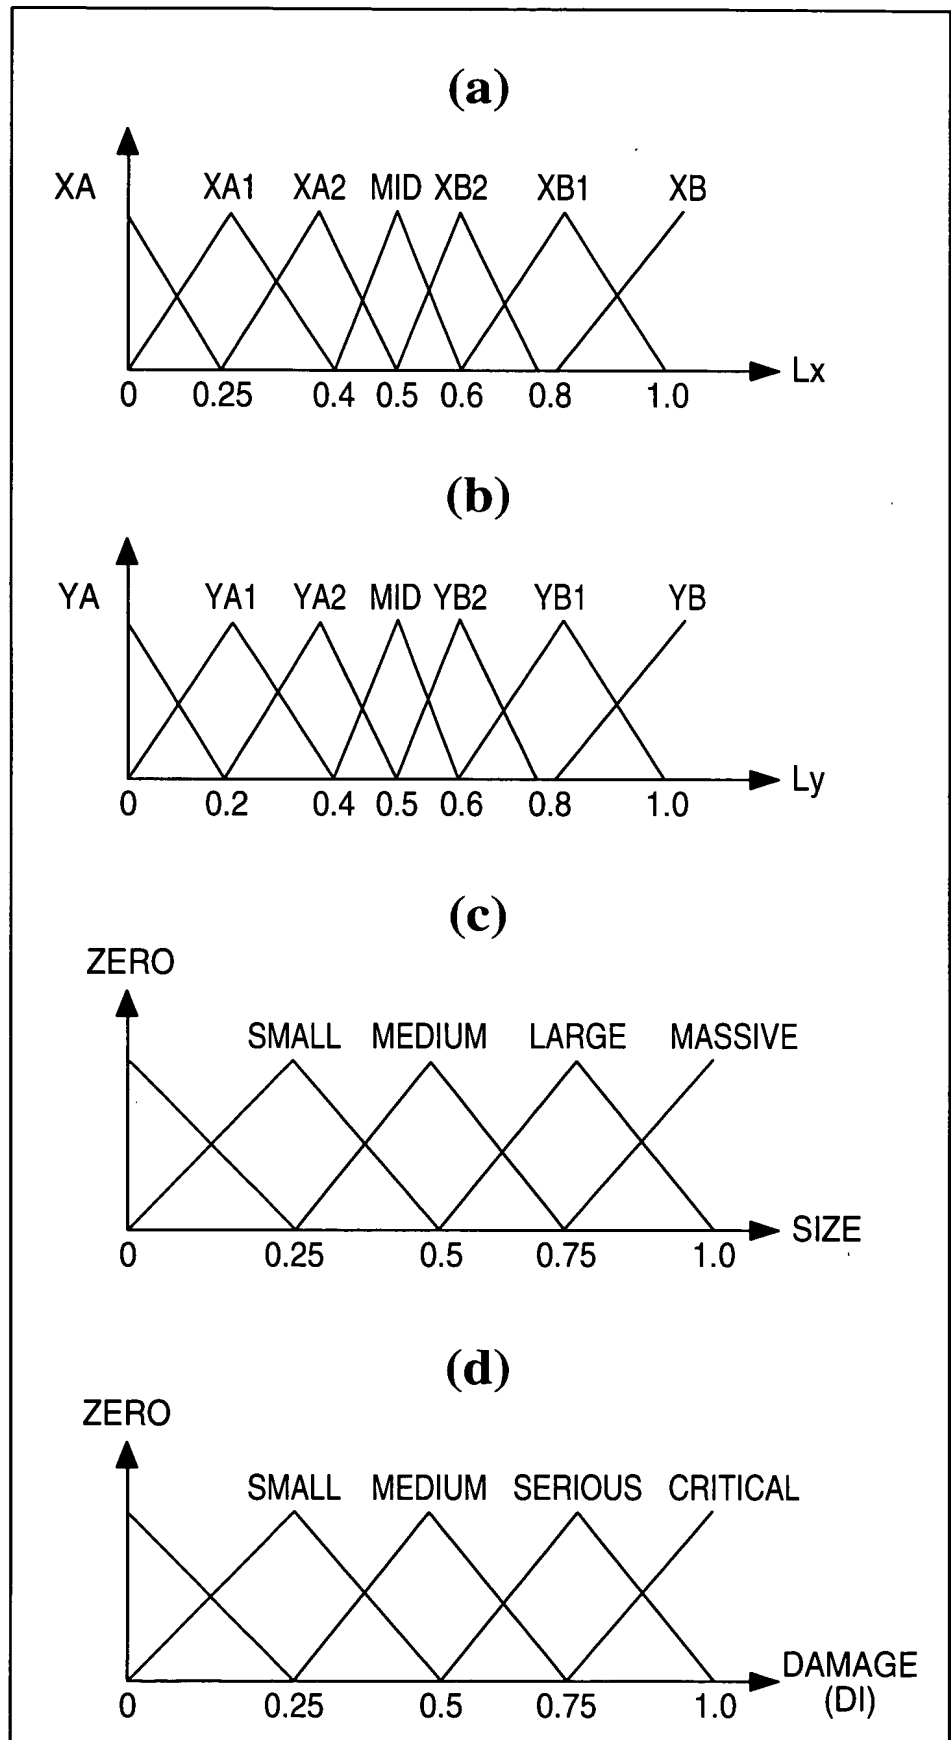 (a)
XA XA1 XA2 MID XB2 XB1 XB
0 0.25 0.4 0.5 0.6 0.8 1.0 Lx
(b)
YA YA1 YA2 MID YB2 YB1 YB
0 0.2 0.4 0.5 0.6 0.8 1.0 Ly
(c)
ZERO
SMALL MEDIUM LARGE MASSIVE
0 0.25 0.5 0.75 1.0 SIZE
(d)
ZERO
SMALL MEDIUM SERIOUS CRITICAL
0 0.25 0.5 0.75 1.0 DAMAGE
(DI)